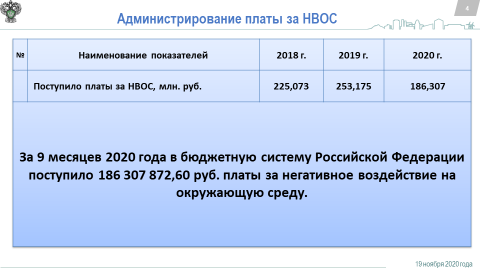 4
Администрирование платы за НВОС
№ Наименование показателей 2018 г. 2019 г. 2020 г.
Поступило платы за НВОС, млн. руб. 225,073 253,175 186,307
За 9 месяцев 2020 года в бюджетную систему Российской Федерации
поступило 186 307 872,60 руб. платы за негативное воздействие на
окружающую среду.
19 ноября 2020 года